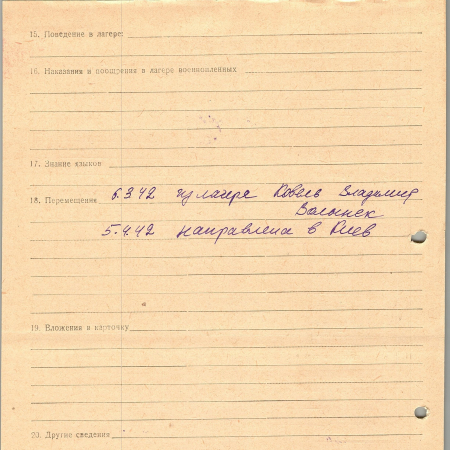 15. Поведение в лагере:
16. Наказания и поощрения в лагере военнопленных
17. Знание языков
18. Перемещения 6.3.42 из лагеря Ковель Владимир
Волынск
5.4.42 направлена в Киев
19. Вложения в карточку
20. Другие сведения